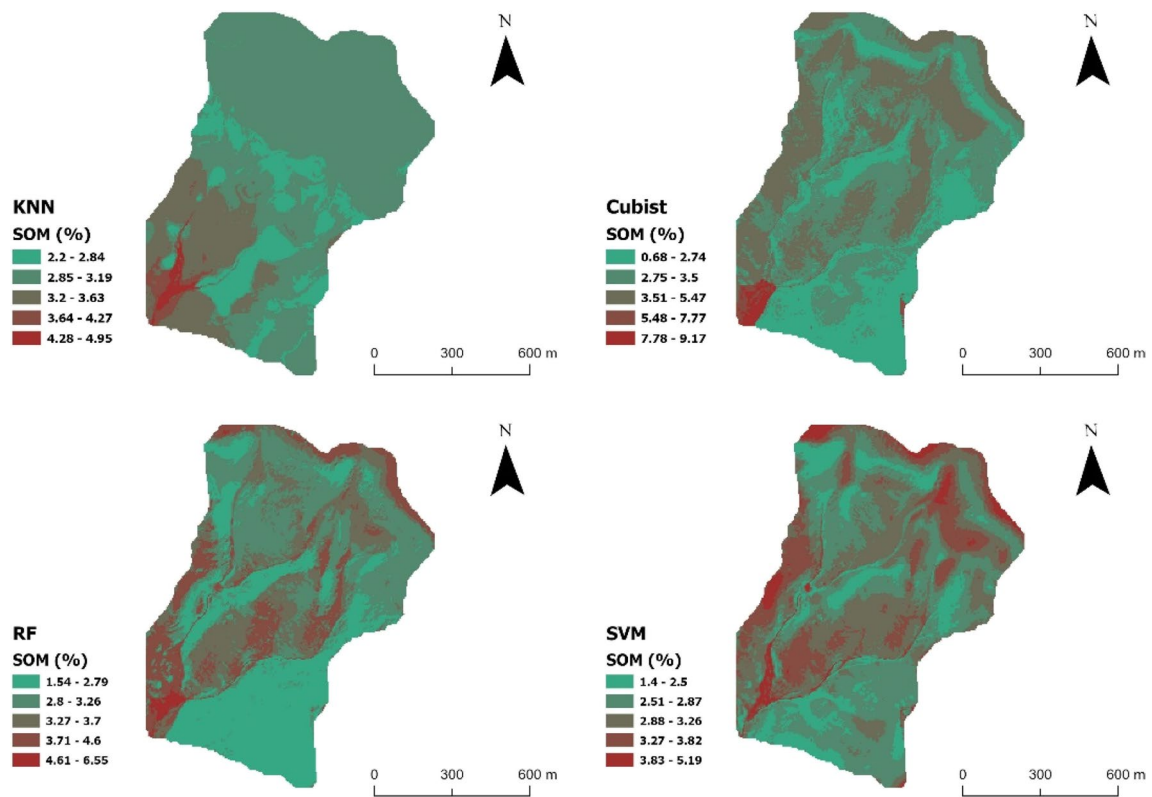 N
KNN
SOM (%)
2.2 - 2.84
2.85 - 3.19
3.2 - 3.63
3.64 - 4.27
4.28 - 4.95
0 300 600 m
N
Cubist
SOM (%)
0.68 - 2.74
2.75 - 3.5
3.51 - 5.47
5.48 - 7.77
7.78 - 9.17
0 300 600 m
N
RF
SOM (%)
1.54 - 2.79
2.8 - 3.26
3.27 - 3.7
3.71 - 4.6
4.61 - 6.55
0 300 600 m
N
SVM
SOM (%)
1.4 - 2.5
2.51 - 2.87
2.88 - 3.26
3.27 - 3.82
3.83 - 5.19
0 300 600 m